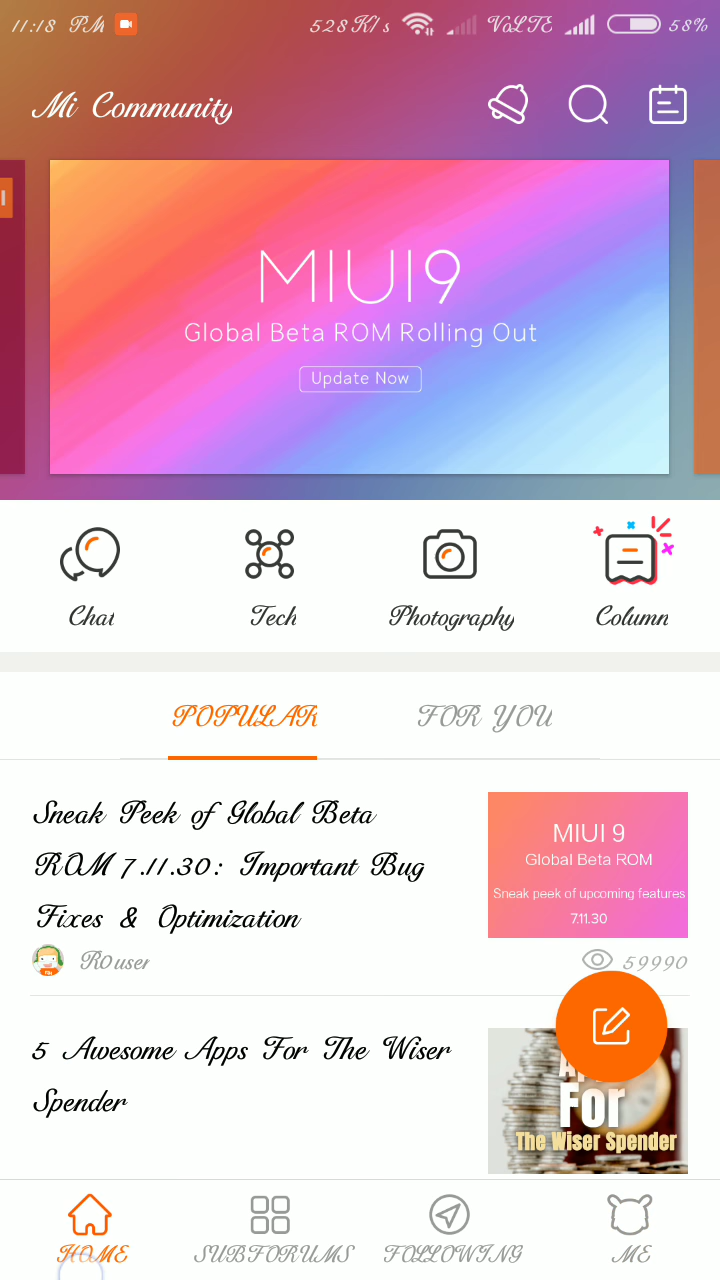 11:18 PM 528K/s VoLTE 58%
Mi Community
MIUI9
Global Beta ROM Rolling Out
Update Now
Chat Tech Photography Column
POPULAR FOR YOU
Sneak Peek of Global Beta
ROM 7.11.30: Important Bug
Fixes & Optimization
MIUI 9
Global Beta ROM
Sneak peek of upcoming features
7.11.30
R0user 59990
5 Awesome Apps For The Wiser
Spender
For
The Wiser Spender
HOME SUBFORUMS FOLLOWING ME